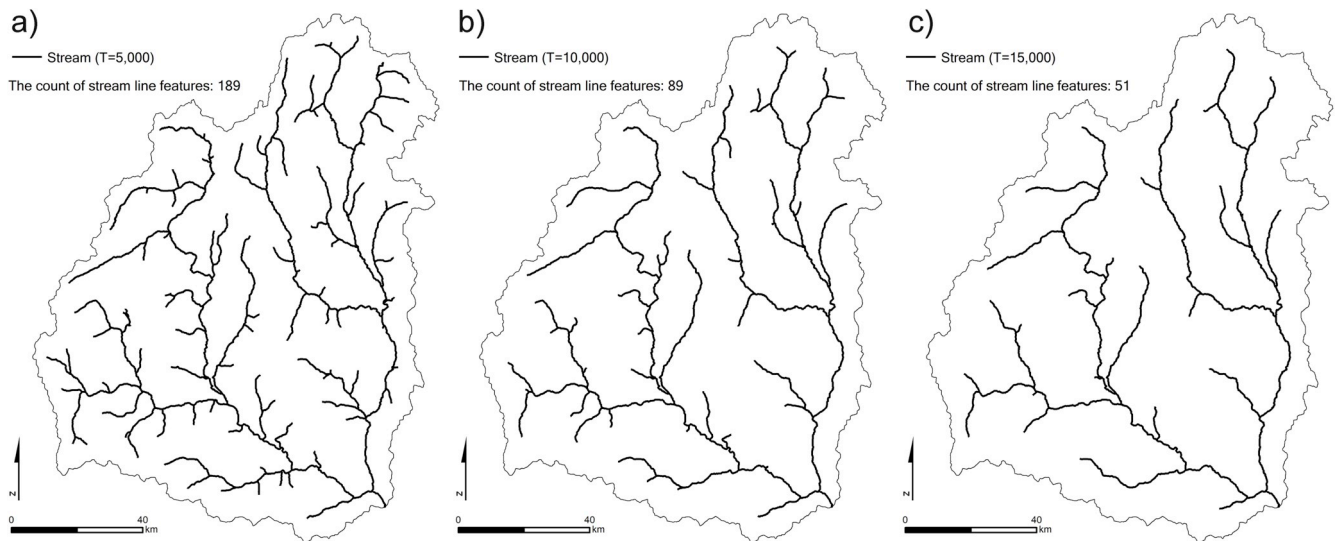 a)
Stream (T=5,000)
The count of stream line features: 189
N
0 40
km
b)
Stream (T=10,000)
The count of stream line features: 89
N
0 40
km
c)
Stream (T=15,000)
The count of stream line features: 51
N
0 40
km